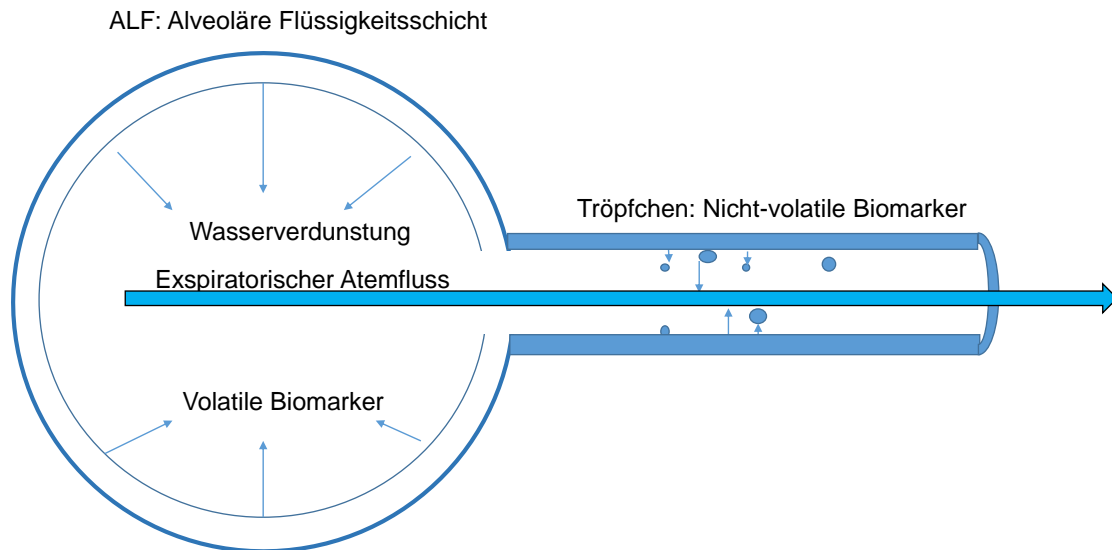 ALF: Alveoläre Flüssigkeitsschicht
Tröpfchen: Nicht-volatile Biomarker
Wasserverdunstung
Exspiratorischer Atemfluss
Volatile Biomarker